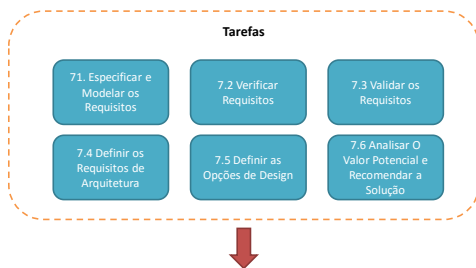 Tarefas
71. Especificar e
Modelar os
Requisitos
7.2 Verificar
Requisitos
7.3 Validar os
Requisitos
7.4 Definir os
Requisitos de
Arquitetura
7.5 Definir as
Opções de Design
7.6 Analisar O
Valor Potencial e
Recomendar a
Solução